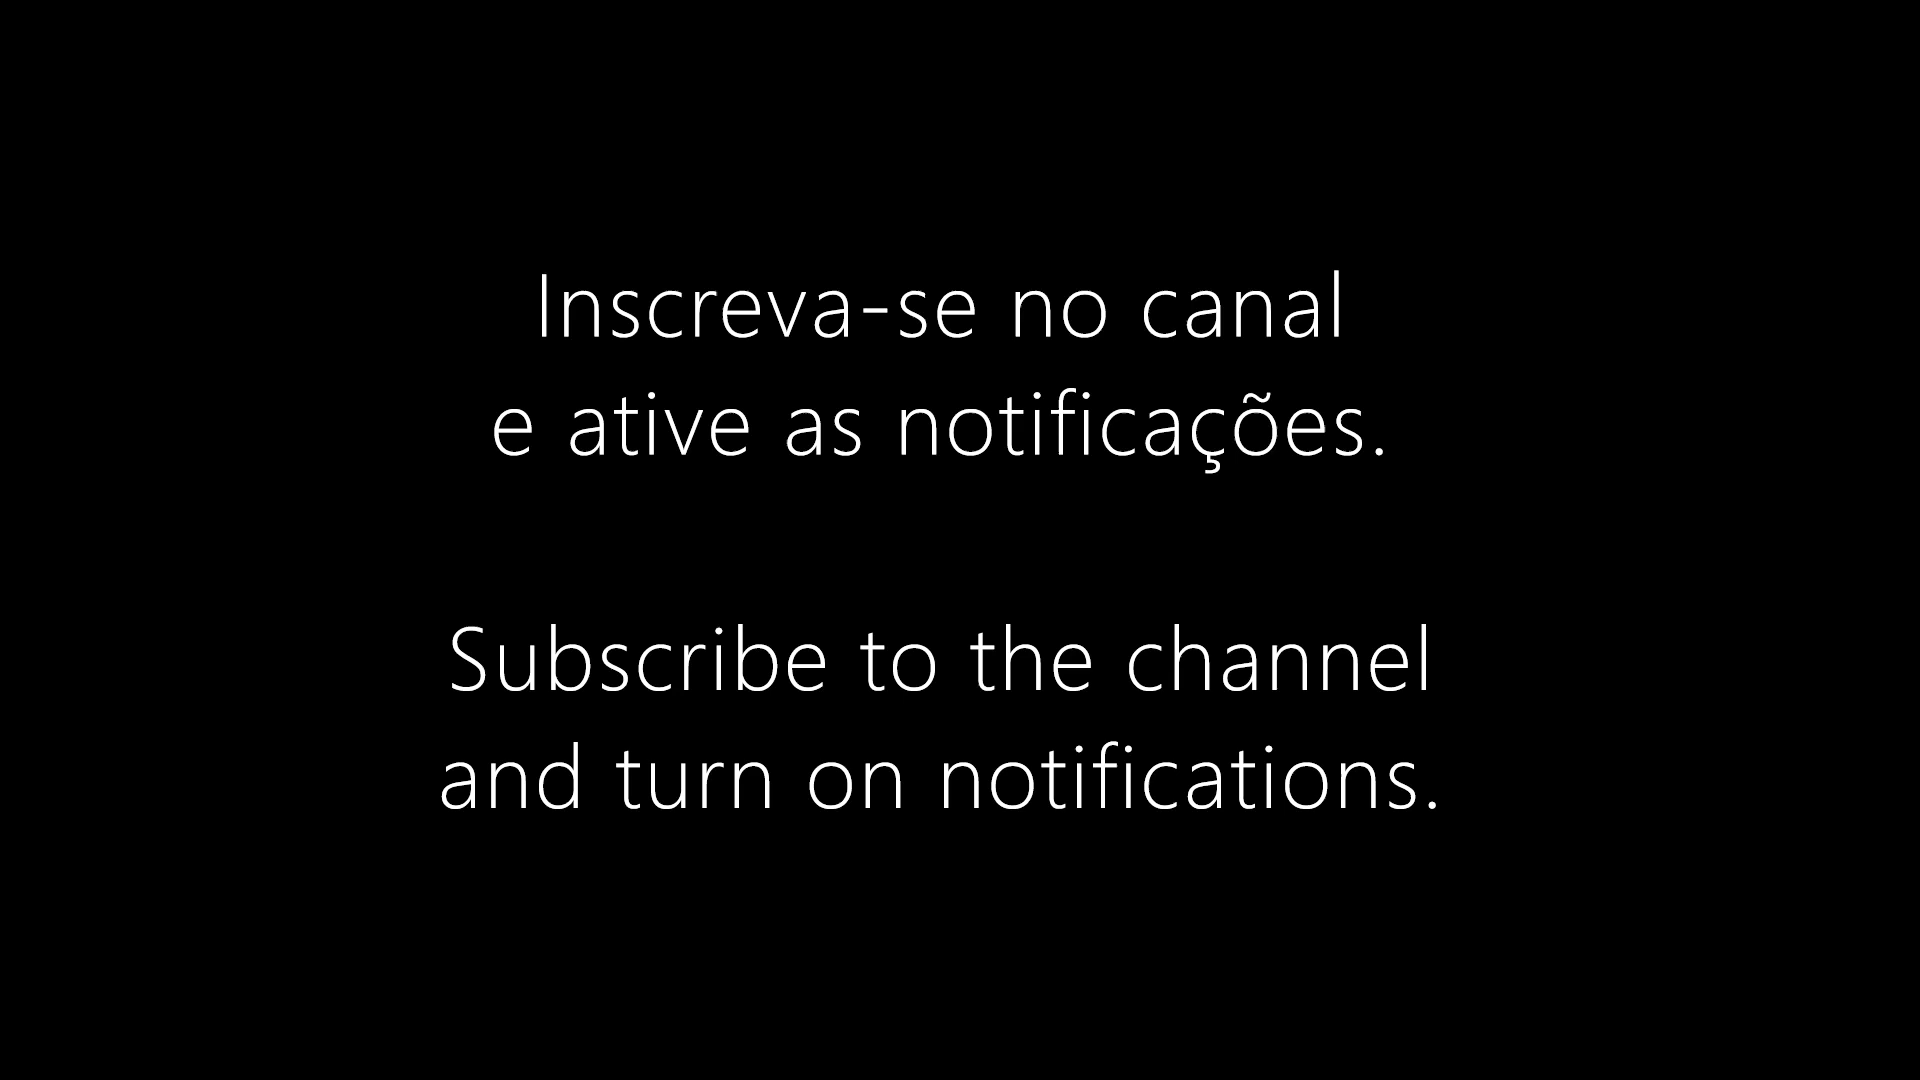 Inscreva-se no canal
e ative as notificações.
Subscribe to the channel
and turn on notifications.